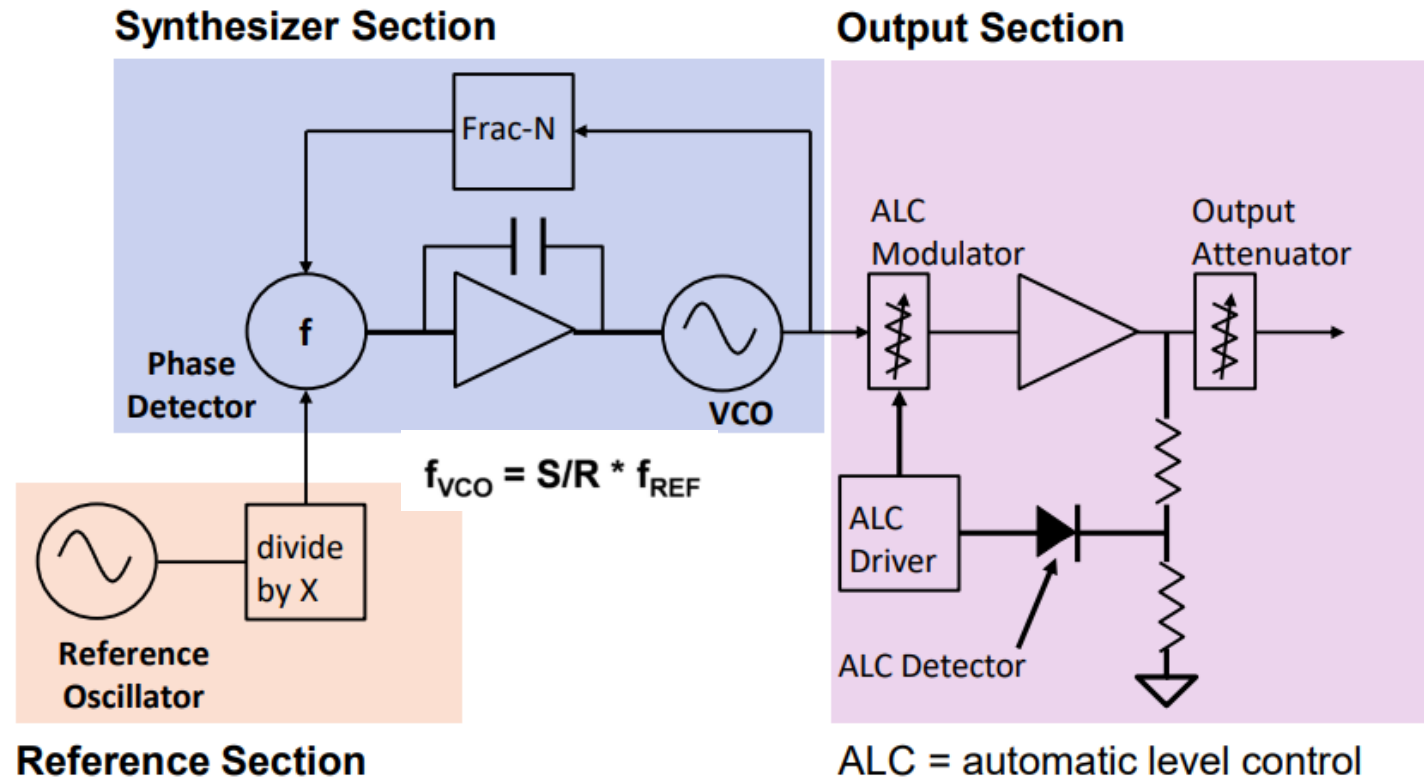 Synthesizer Section
Output Section
Frac-N
ALC
Modulator
Output
Attenuator
f
Phase
Detector
VCO
fVCO = S/R * fREF
divide
by X
ALC
Driver
Reference
Oscillator
ALC Detector
Reference Section
ALC = automatic level control